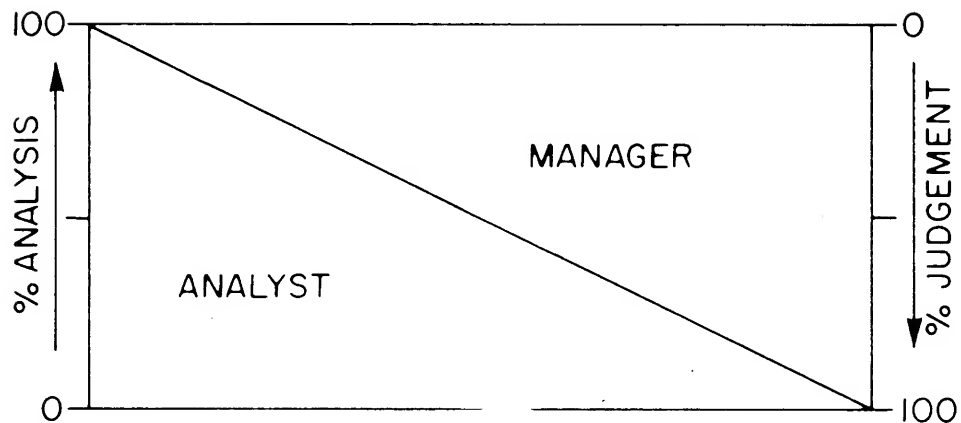 100
0
% ANALYSIS
MANAGER
% JUDGEMENT
ANALYST
0
100